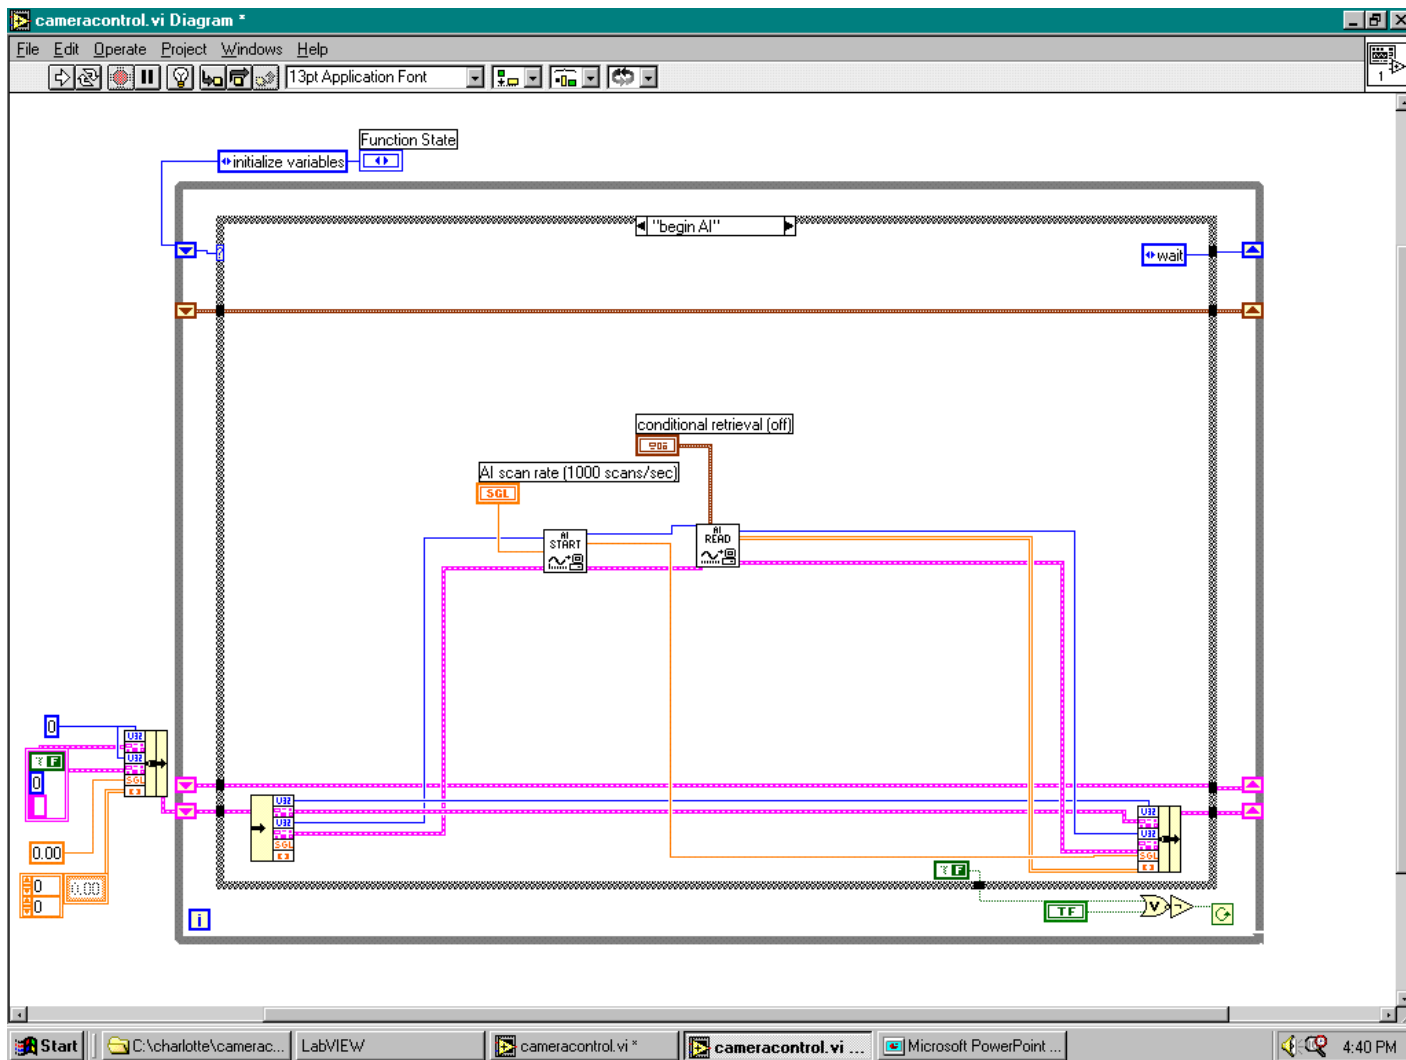 cameracontrol.vi Diagram *
File Edit Operate Project Windows Help
13pt Application Font
1
Function State
initialize variables
"begin AI"
wait
conditional retrieval (off)
AI scan rate (1000 scans/sec)
SGL
AI START
AI READ
0
U32
U32
SGL
F
0
0.00
0
0
0.00
U32
U32
SGL
U32
U32
SGL
F
TF
V
i
Start
C:\charlotte\camerac...
LabVIEW
cameracontrol.vi *
cameracontrol.vi ...
Microsoft PowerPoint ...
4:40 PM